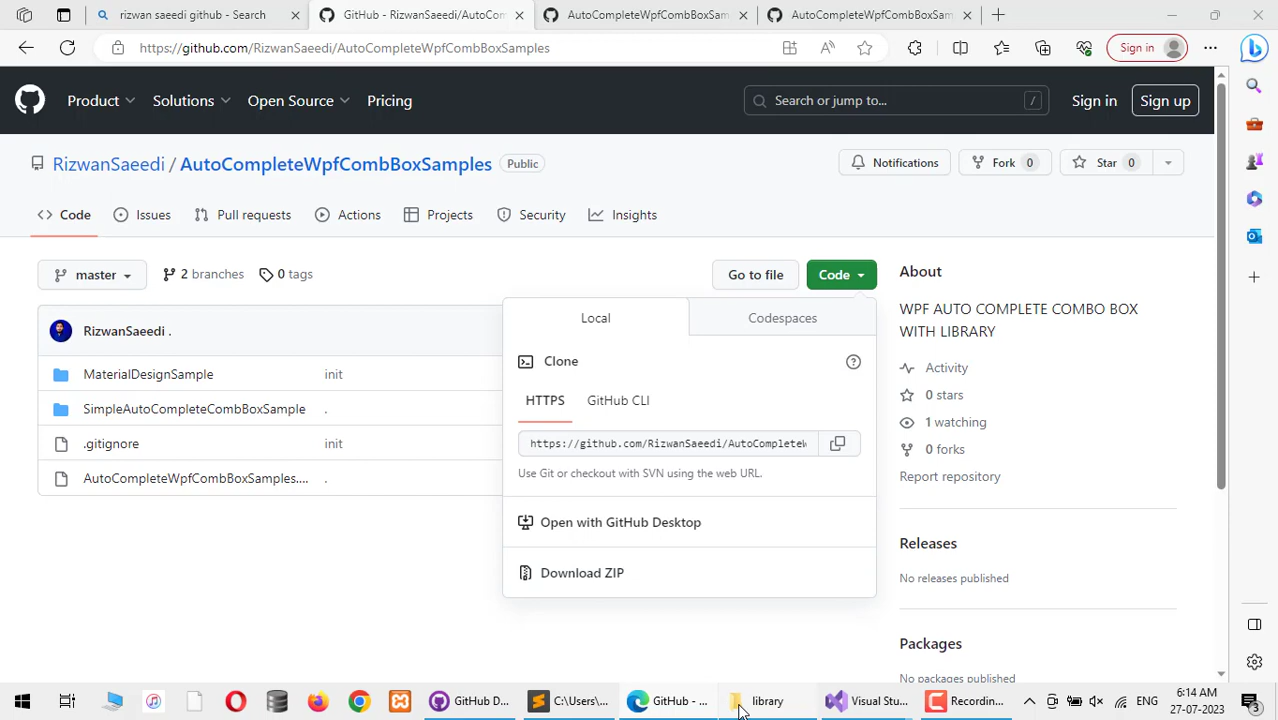 rizwan saeedi github - Search
GitHub - RizwanSaeedi/AutoCom
AutoCompleteWpfCombBoxSam
AutoCompleteWpfCombBoxSam
https://github.com/RizwanSaeedi/AutoCompleteWpfCombBoxSamples
Sign in
Product
Solutions
Open Source
Pricing
Search or jump to...
/
Sign in
Sign up
RizwanSaeedi / AutoCompleteWpfCombBoxSamples
Public
Notifications
Fork 0
Star 0
Code
Issues
Pull requests
Actions
Projects
Security
Insights
master
2 branches
0 tags
Go to file
Code
About
WPF AUTO COMPLETE COMBO BOX
WITH LIBRARY
Activity
0 stars
1 watching
0 forks
Report repository
Releases
No releases published
Packages
No packages published
RizwanSaeedi .
MaterialDesignSample
init
SimpleAutoCompleteCombBoxSample
.
.gitignore
init
AutoCompleteWpfCombBoxSamples....
.
Local
Codespaces
Clone
HTTPS
GitHub CLI
https://github.com/RizwanSaeedi/AutoCompleteW
Use Git or checkout with SVN using the web URL.
Open with GitHub Desktop
Download ZIP
GitHub D...
C:\Users\...
GitHub - ...
library
Visual Stu...
Recordin...
6:14 AM
27-07-2023
3